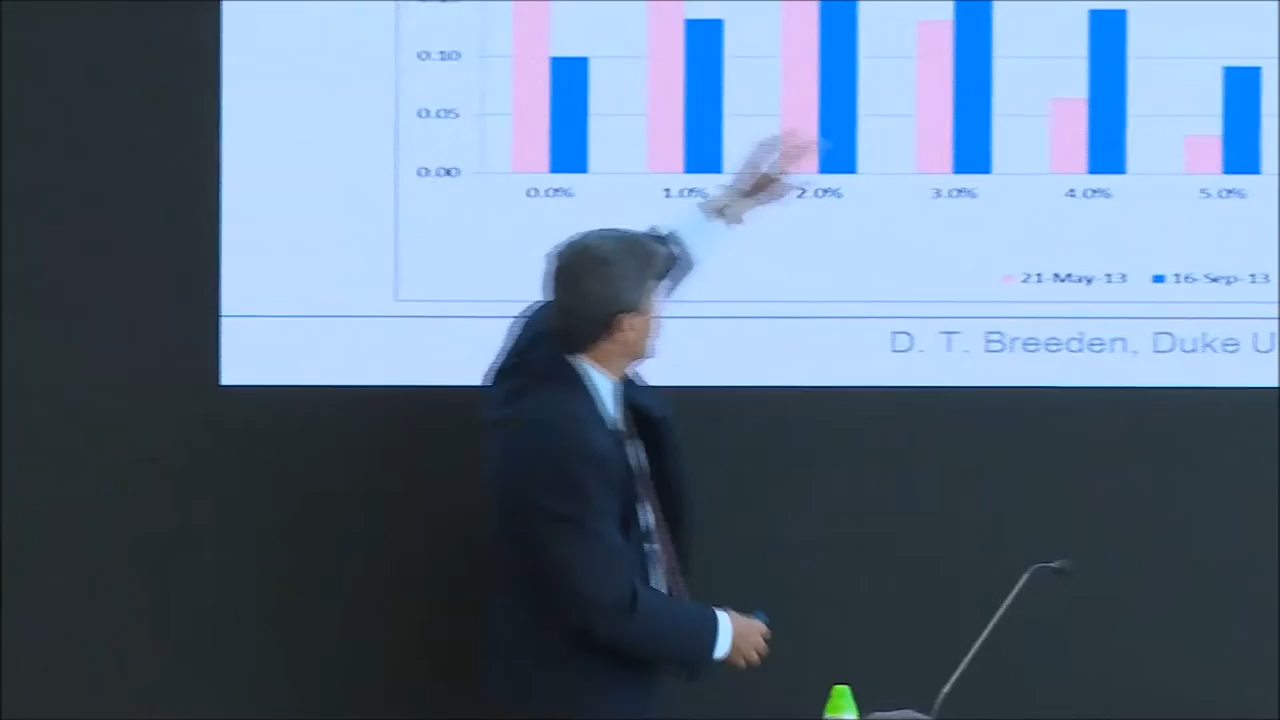 0.10
0.05
0.00
0.0% 1.0% 2.0% 3.0% 4.0% 5.0%
21-May-13 16-Sep-13
D. T. Breeden, Duke U